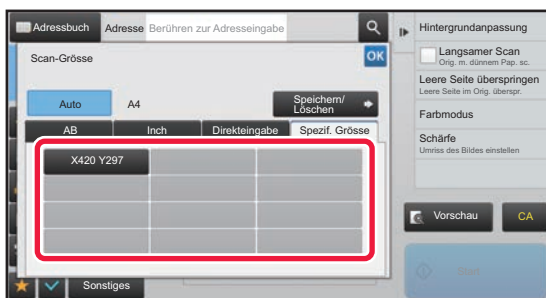 Adressbuch Adresse Berühren zur Adresseingabe
Scan-Grösse OK
Auto A4 Speichern/
Löschen
AB Inch Direkteingabe Spezif. Grösse
X420 Y297
Sonstiges
Hintergrundanpassung
Langsamer Scan
Orig. m. dünnem Pap. sc.
Leere Seite überspringen
Leere Seite im Orig. überspr.
Farbmodus
Schärfe
Umriss des Bildes einstellen
Vorschau CA